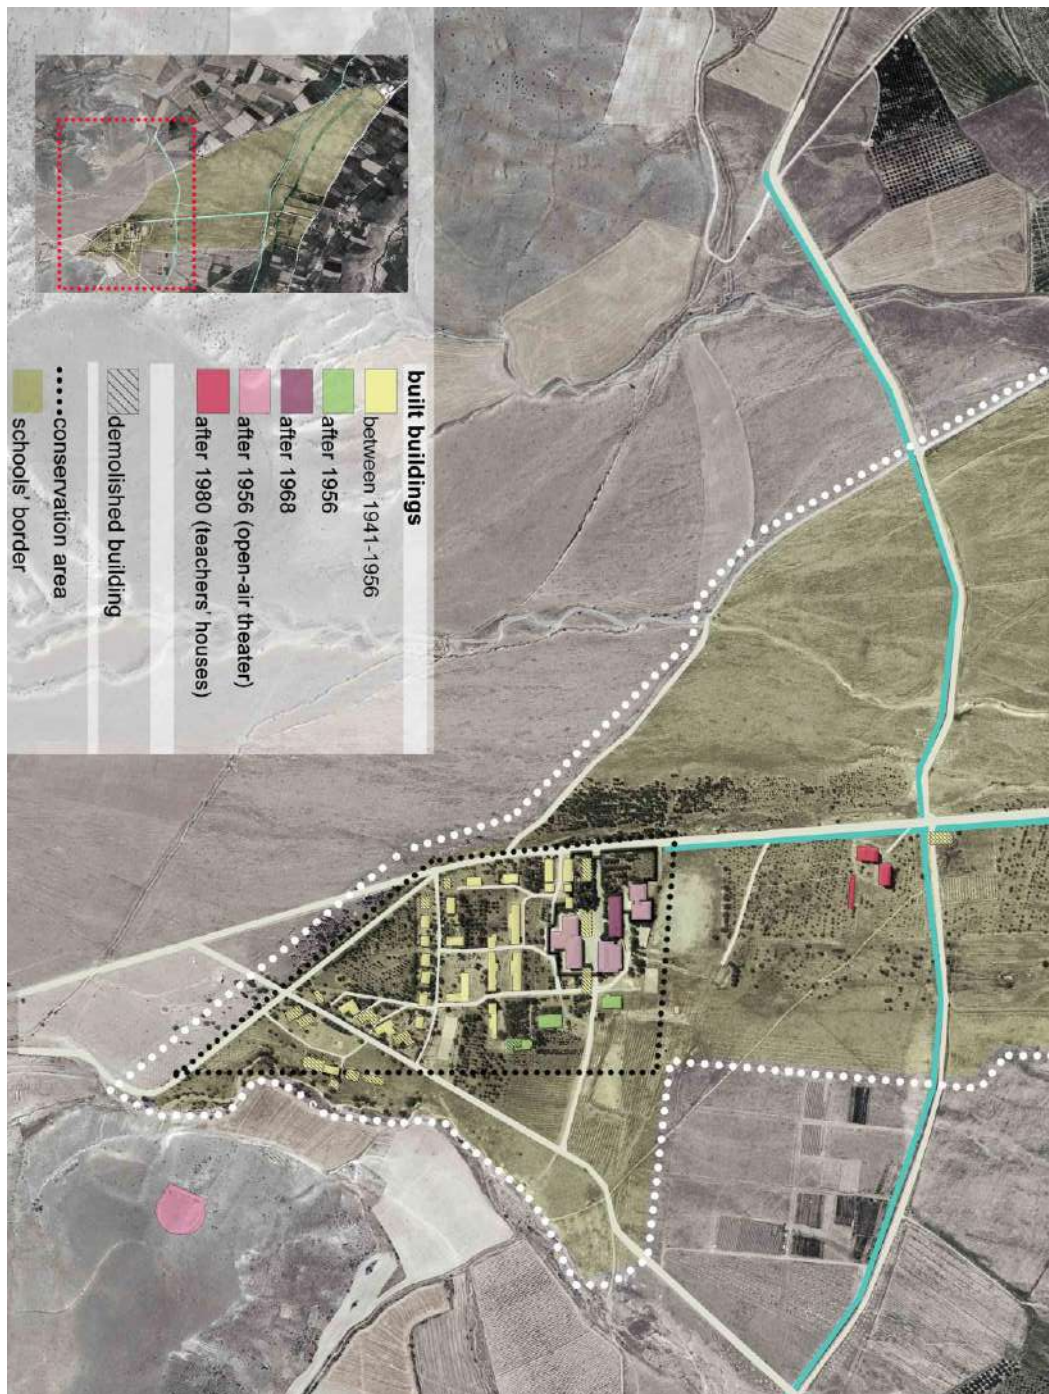 built buildings
between 1941-1956
after 1956
after 1968
after 1956 (open-air theater)
after 1980 (teachers' houses)
demolished building
conservation area
schools' border